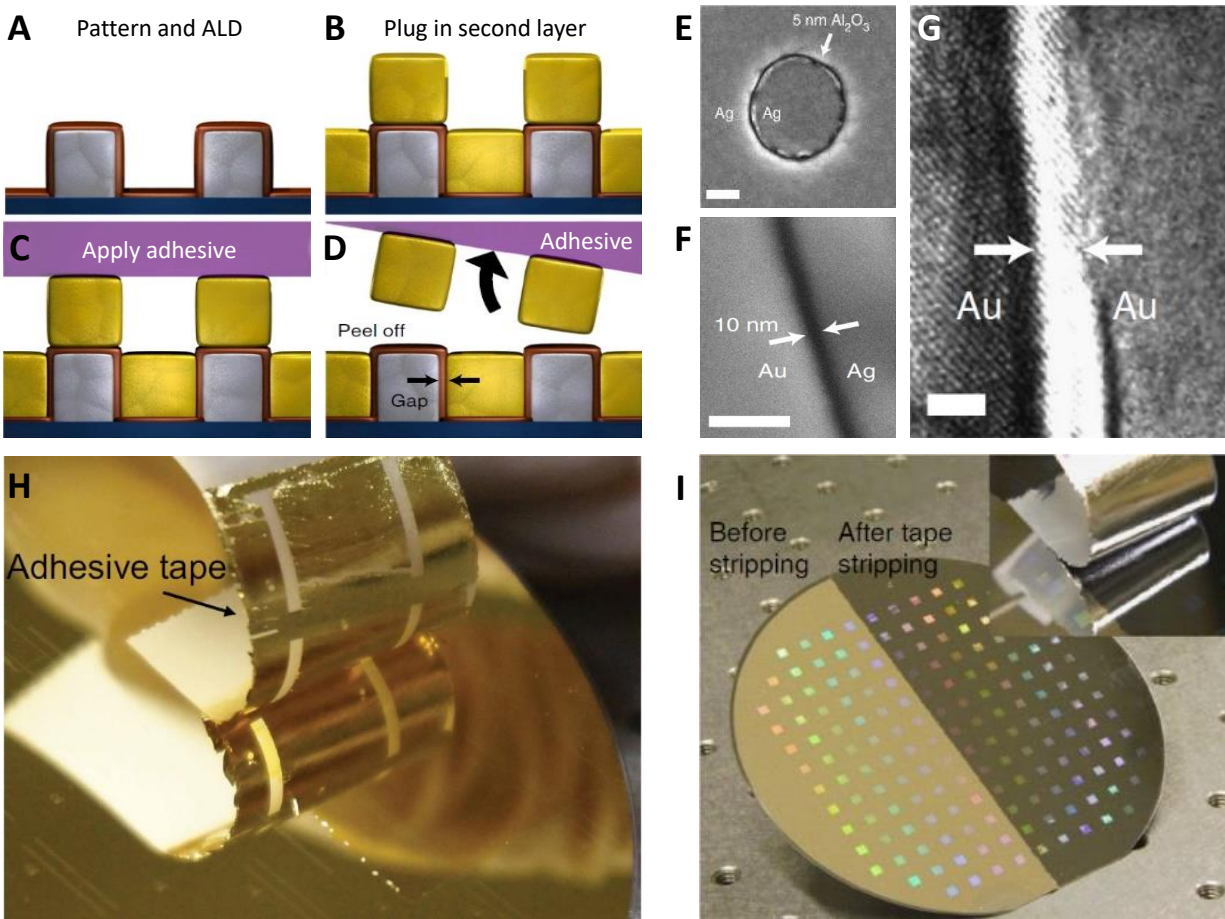 A
Pattern and ALD
B
Plug in second layer
C
Apply adhesive
D
Adhesive
Peel off
Gap
E
5 nm Al₂O₃
Ag
Ag
F
10 nm
Au
Ag
G
Au
Au
H
Adhesive tape
I
Before
stripping
After tape
stripping